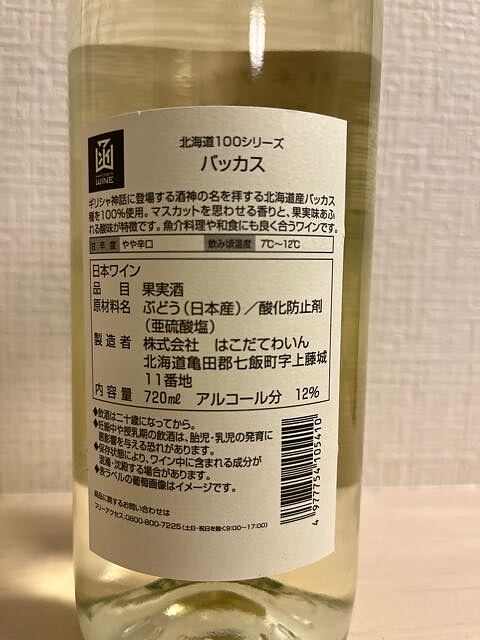 函
WINE
北海道100シリーズ
バッカス
ギリシャ神話に登場する酒神の名を拝する北海道産バッカス
種を100%使用。マスカットを思わせる香りと、果実味あふ
れる酸味が特徴です。魚介料理や和食にも良く合うワインです。
甘辛度 やや辛口 飲み頃温度 7℃〜12℃
日本ワイン
品目 果実酒
原材料名 ぶどう(日本産)/酸化防止剤
(亜硫酸塩)
製造者 株式会社 はこだてわいん
北海道亀田郡七飯町字上藤城
11番地
内容量 720mℓ アルコール分 12%
◆飲酒は二十歳になってから。
◆妊娠中や授乳期の飲酒は、胎児・乳児の発育に
悪影響を与える恐れがあります。
◆保存状態により、ワイン中に含まれる成分が
混濁・沈殿する場合があります。
◆表ラベルの葡萄画像はイメージです。
商品に関するお問い合わせは
フリーアクセス:0800-800-7225(土日・祝日を除く9:00〜17:00)
4 977754 105410